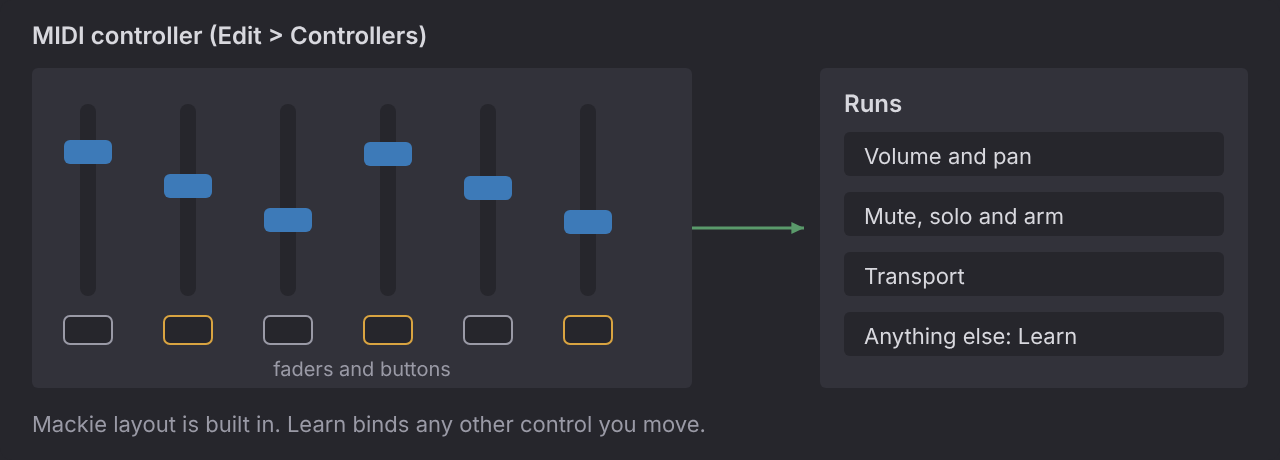 MIDI controller (Edit > Controllers)
faders and buttons
Runs
Volume and pan
Mute, solo and arm
Transport
Anything else: Learn
Mackie layout is built in. Learn binds any other control you move.